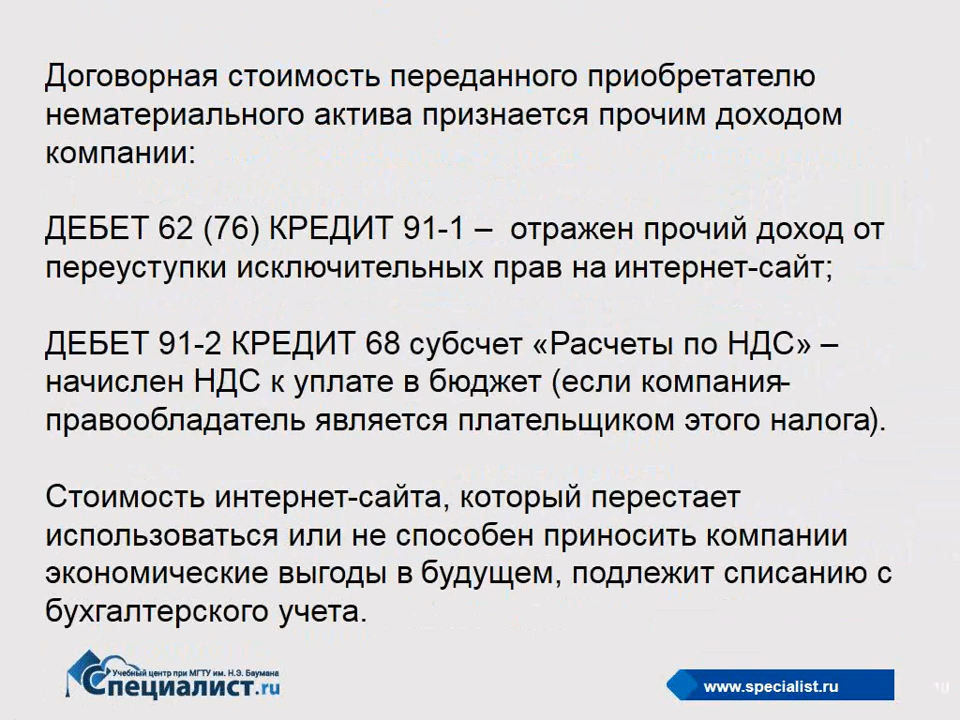 Договорная стоимость переданного приобретателю
нематериального актива признается прочим доходом
компании:
ДЕБЕТ 62 (76) КРЕДИТ 91-1 – отражен прочий доход от
переуступки исключительных прав на интернет-сайт;
ДЕБЕТ 91-2 КРЕДИТ 68 субсчет «Расчеты по НДС» –
начислен НДС к уплате в бюджет (если компания-
правообладатель является плательщиком этого налога).
Стоимость интернет-сайта, который перестает
использоваться или не способен приносить компании
экономические выгоды в будущем, подлежит списанию с
бухгалтерского учета.
Учебный центр при МГТУ им. Н.Э. Баумана
Специалист.ru
www.specialist.ru
10